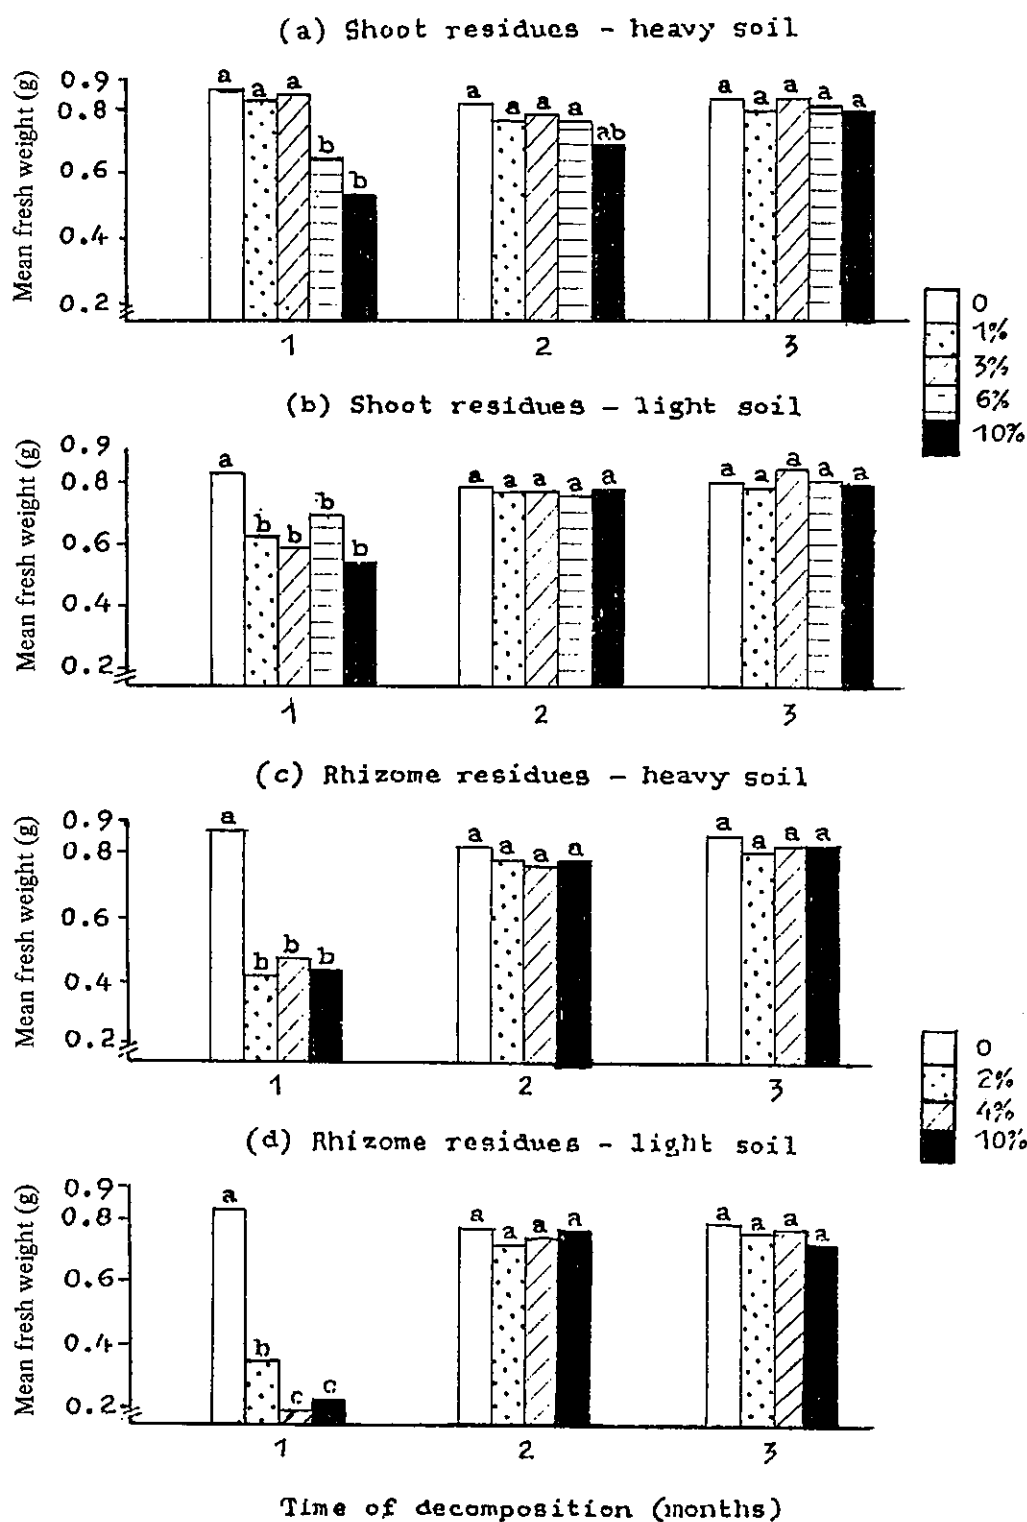 (a) Shoot residues - heavy soil
Mean fresh weight (g)
0.9
0.8
0.6
0.4
0.2
a a a b b
a a a a ab
a a a a a
1 2 3
0
1%
3%
6%
10%
(b) Shoot residues - light soil
Mean fresh weight (g)
0.9
0.8
0.6
0.4
0.2
a b b b b
a a a a a
a a a a a
1 2 3
(c) Rhizome residues - heavy soil
Mean fresh weight (g)
0.9
0.8
0.6
0.4
0.2
a b b b
a a a a
a a a a
1 2 3
0
2%
4%
10%
(d) Rhizome residues - light soil
Mean fresh weight (g)
0.9
0.8
0.6
0.4
0.2
a b c c
a a a a
a a a a
1 2 3
Time of decomposition (months)